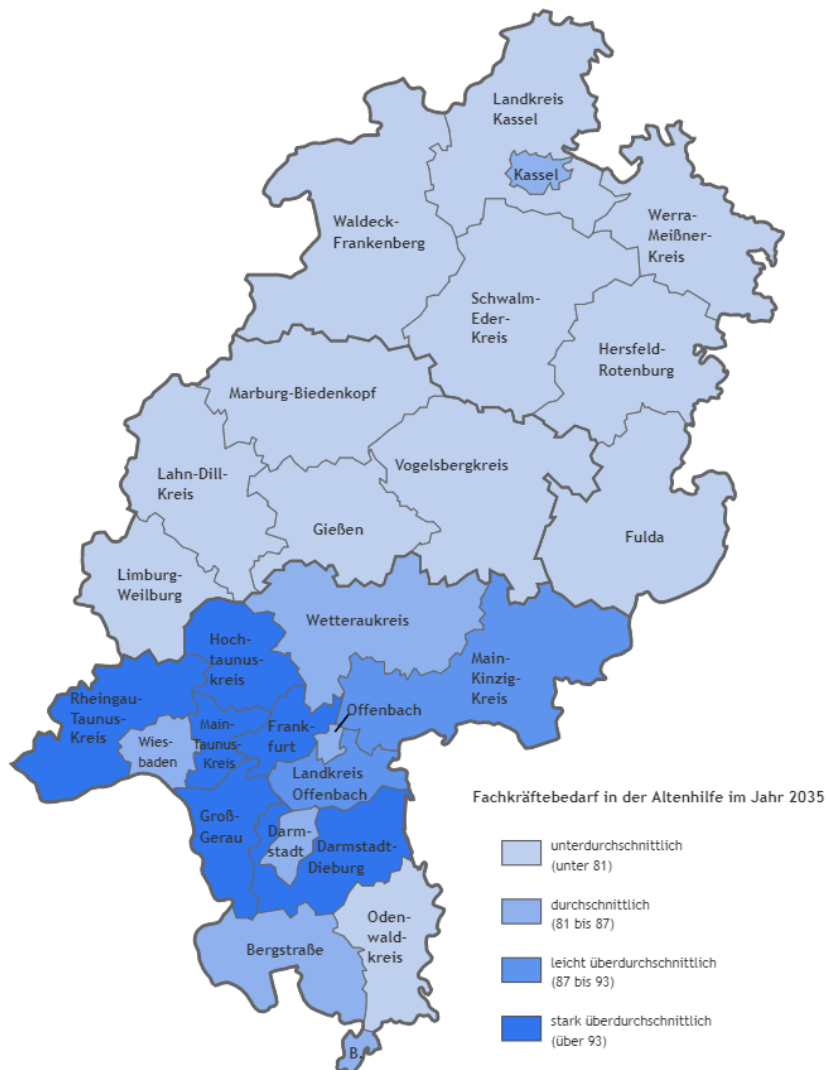 Landkreis
Kassel
Kassel
Waldeck-
Frankenberg
Werra-
Meißner-
Kreis
Schwalm-
Eder-
Kreis
Hersfeld-
Rotenburg
Marburg-Biedenkopf
Vogelsbergkreis
Lahn-Dill-
Kreis
Gießen
Fulda
Limburg-
Weilburg
Wetteraukreis
Hoch-
taunus-
kreis
Main-
Kinzig-
Kreis
Rheingau-
Taunus-
Kreis
Offenbach
Main-
Taunus-
Kreis
Frank-
furt
Wies-
baden
Landkreis
Offenbach
Groß-
Gerau
Darm-
stadt
Darmstadt-
Dieburg
Oden-
wald-
kreis
Bergstraße
B.
Fachkräftebedarf in der Altenhilfe im Jahr 2035
unterdurchschnittlich
(unter 81)
durchschnittlich
(81 bis 87)
leicht überdurchschnittlich
(87 bis 93)
stark überdurchschnittlich
(über 93)